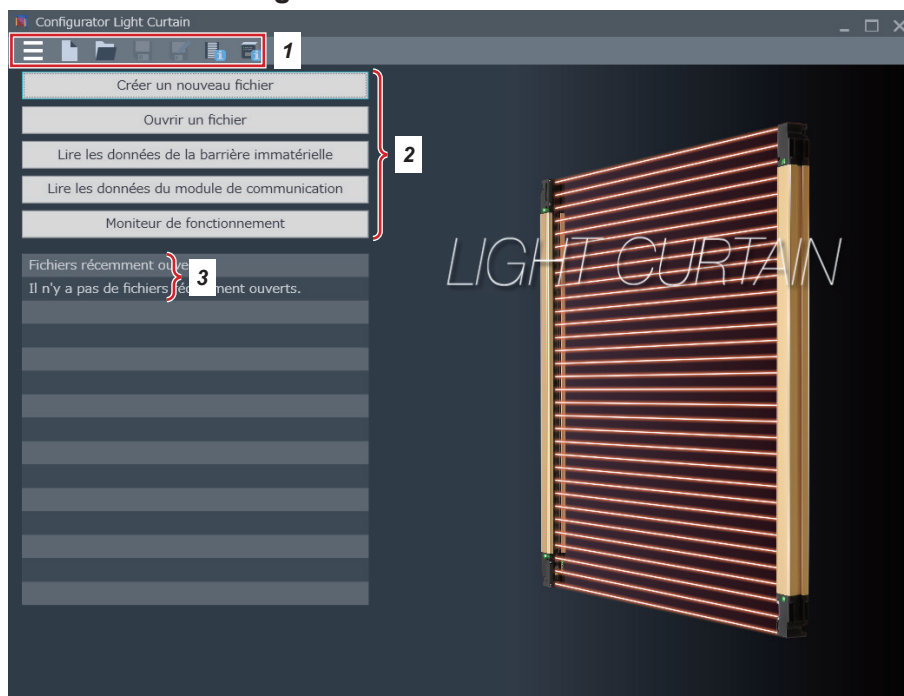 Configurator Light Curtain
1
Créer un nouveau fichier
Ouvrir un fichier
Lire les données de la barrière immatérielle
Lire les données du module de communication
Moniteur de fonctionnement
2
Fichiers récemment
Il n'y a pas de fichiers ouverts.
3
LIGHT CURTAIN